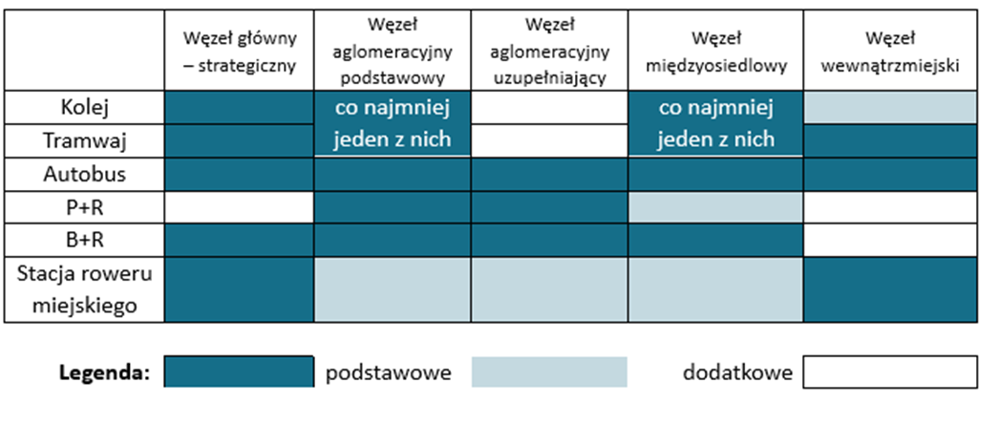 Węzeł główny
– strategiczny
Węzeł
aglomeracyjny
podstawowy
Węzeł
aglomeracyjny
uzupełniający
Węzeł
międzyosiedlowy
Węzeł
wewnątrzmiejski
Kolej
co najmniej
jeden z nich
co najmniej
jeden z nich
Tramwaj
Autobus
P+R
B+R
Stacja roweru
miejskiego
Legenda: podstawowe dodatkowe